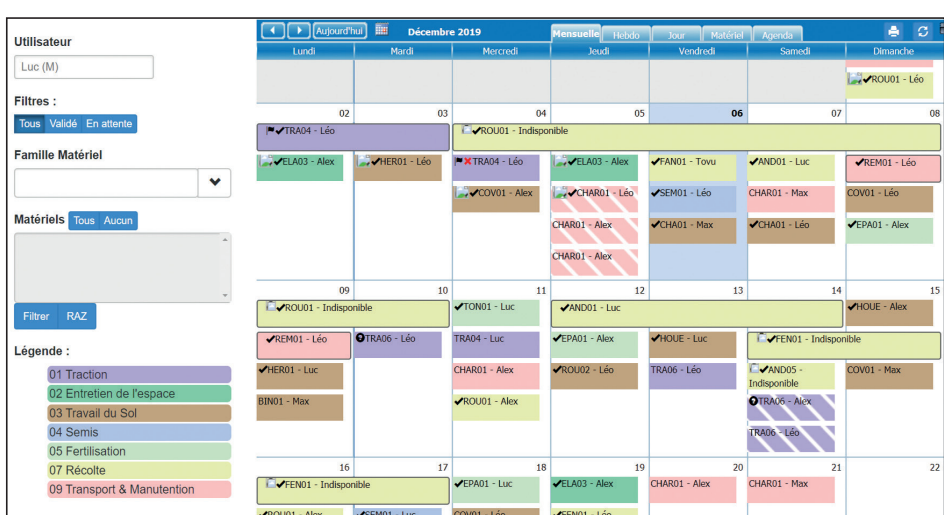 Utilisateur
Luc (M)
Filtres :
Tous Validé En attente
Famille Matériel
Matériels Tous Aucun
Filtrer RAZ
Légende :
01 Traction
02 Entretien de l'espace
03 Travail du Sol
04 Semis
05 Fertilisation
07 Récolte
09 Transport & Manutention
Aujourd'hui Décembre 2019 Mensuelle Hebdo Jour Matériel Agenda
Lundi Mardi Mercredi Jeudi Vendredi Samedi Dimanche
ROU01 - Léo
02 03 04 05 06 07 08
TRA04 - Léo ROU01 - Indisponible
ELA03 - Alex HER01 - Léo TRA04 - Léo ELA03 - Alex FAN01 - Tovu AND01 - Luc REM01 - Léo
COV01 - Alex CHAR01 - Léo SEM01 - Léo CHAR01 - Max COV01 - Léo
CHAR01 - Alex CHA01 - Max CHA01 - Léo EPA01 - Alex
CHAR01 - Alex
09 10 11 12 13 14 15
ROU01 - Indisponible TON01 - Luc AND01 - Luc HOUE - Alex
REM01 - Léo TRA06 - Léo TRA04 - Luc EPA01 - Alex HOUE - Luc FEN01 - Indisponible
HER01 - Luc CHAR01 - Alex ROU02 - Léo TRA06 - Léo AND05 - COV01 - Max
Indisponible
BIN01 - Max ROU01 - Alex TRA06 - Alex
TRA06 - Léo
16 17 18 19 20 21 22
FEN01 - Indisponible EPA01 - Luc ELA03 - Alex CHAR01 - Alex CHAR01 - Max
ROU01 - Alex SEM01 - Luc COV01 - Léo FEN01 - Léo